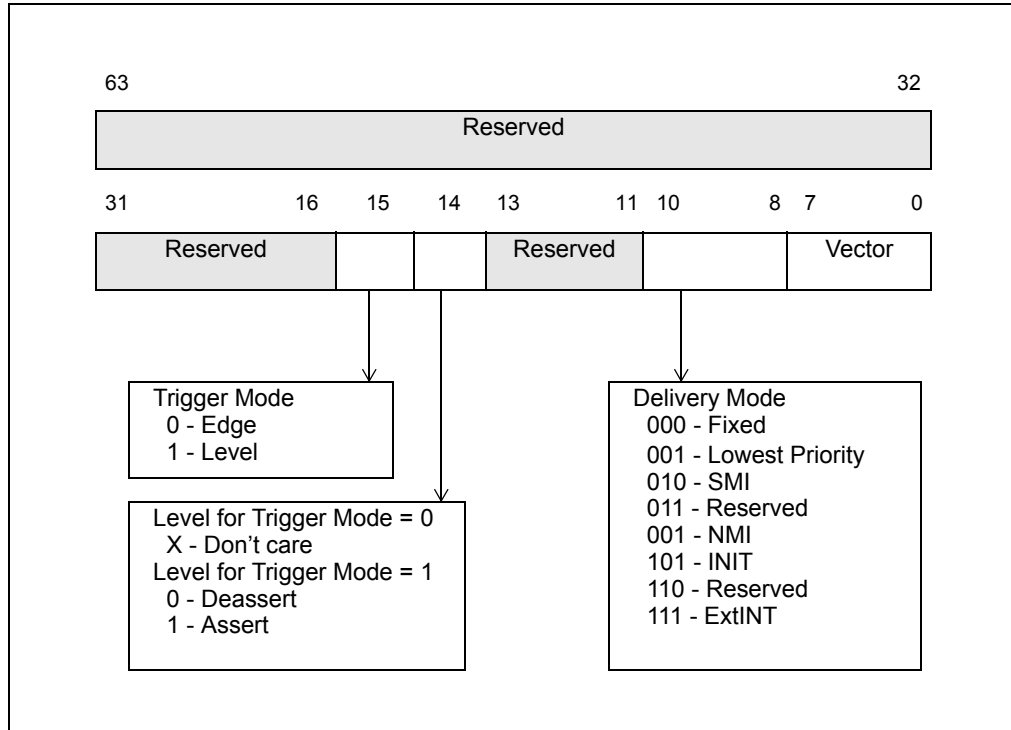 63 32
Reserved
31 16 15 14 13 11 10 8 7 0
Reserved Reserved Vector
Trigger Mode
0 - Edge
1 - Level
Level for Trigger Mode = 0
X - Don’t care
Level for Trigger Mode = 1
0 - Deassert
1 - Assert
Delivery Mode
000 - Fixed
001 - Lowest Priority
010 - SMI
011 - Reserved
001 - NMI
101 - INIT
110 - Reserved
111 - ExtINT